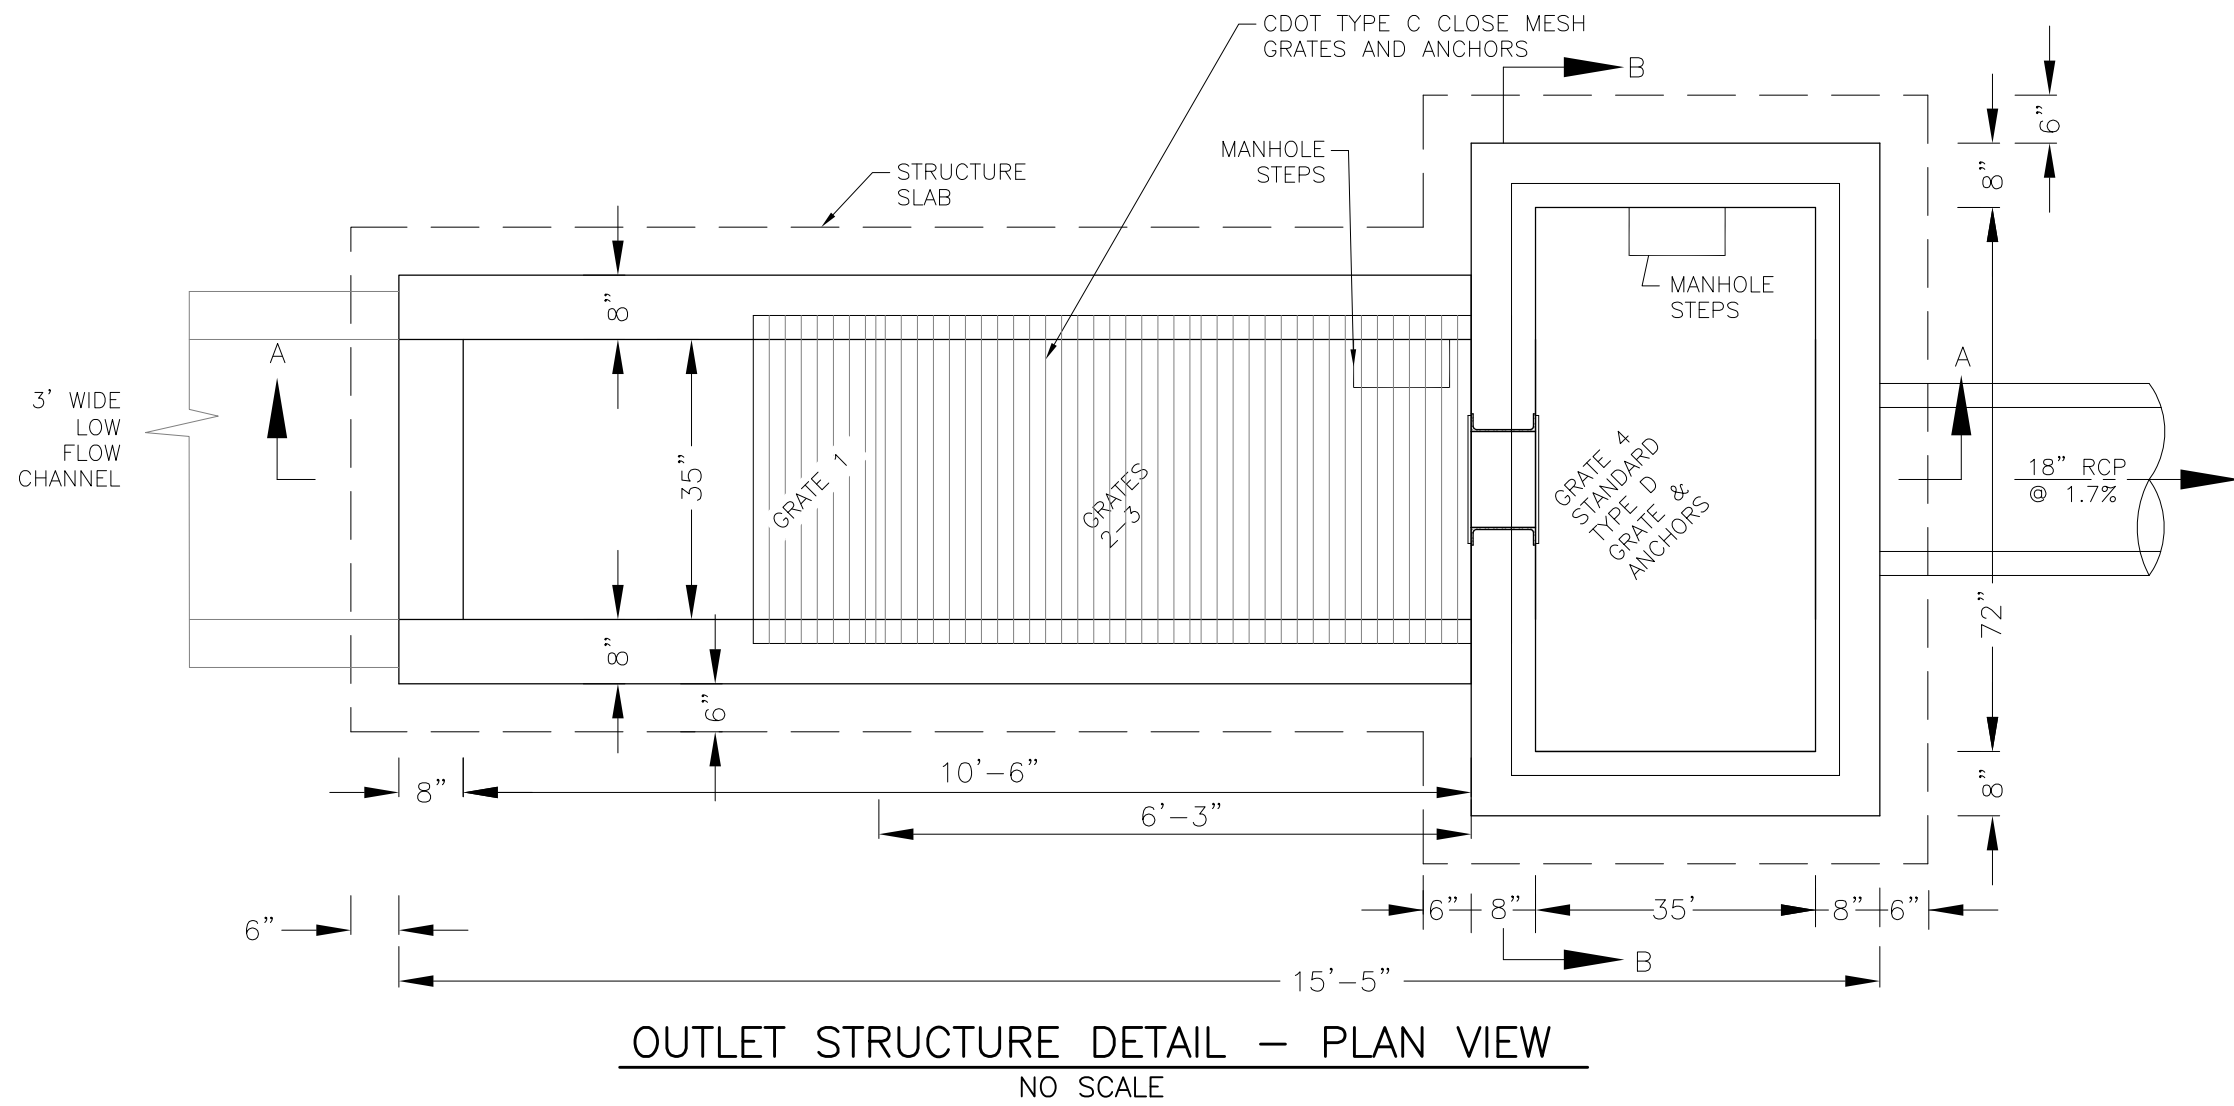 CDOT TYPE C CLOSE MESH
GRATES AND ANCHORS
B
6"
MANHOLE
STEPS
STRUCTURE
SLAB
8"
MANHOLE
STEPS
8"
A
A
3' WIDE
LOW
FLOW
CHANNEL
35"
GRATE 1
GRATES
2-3
GRATE 4
STANDARD
TYPE D
GRATE &
ANCHORS
18" RCP
@ 1.7%
72"
8"
6"
8"
10'-6"
8"
6'-3"
6"
6"
8"
35'
8"
6"
B
15'-5"
OUTLET STRUCTURE DETAIL - PLAN VIEW
NO SCALE